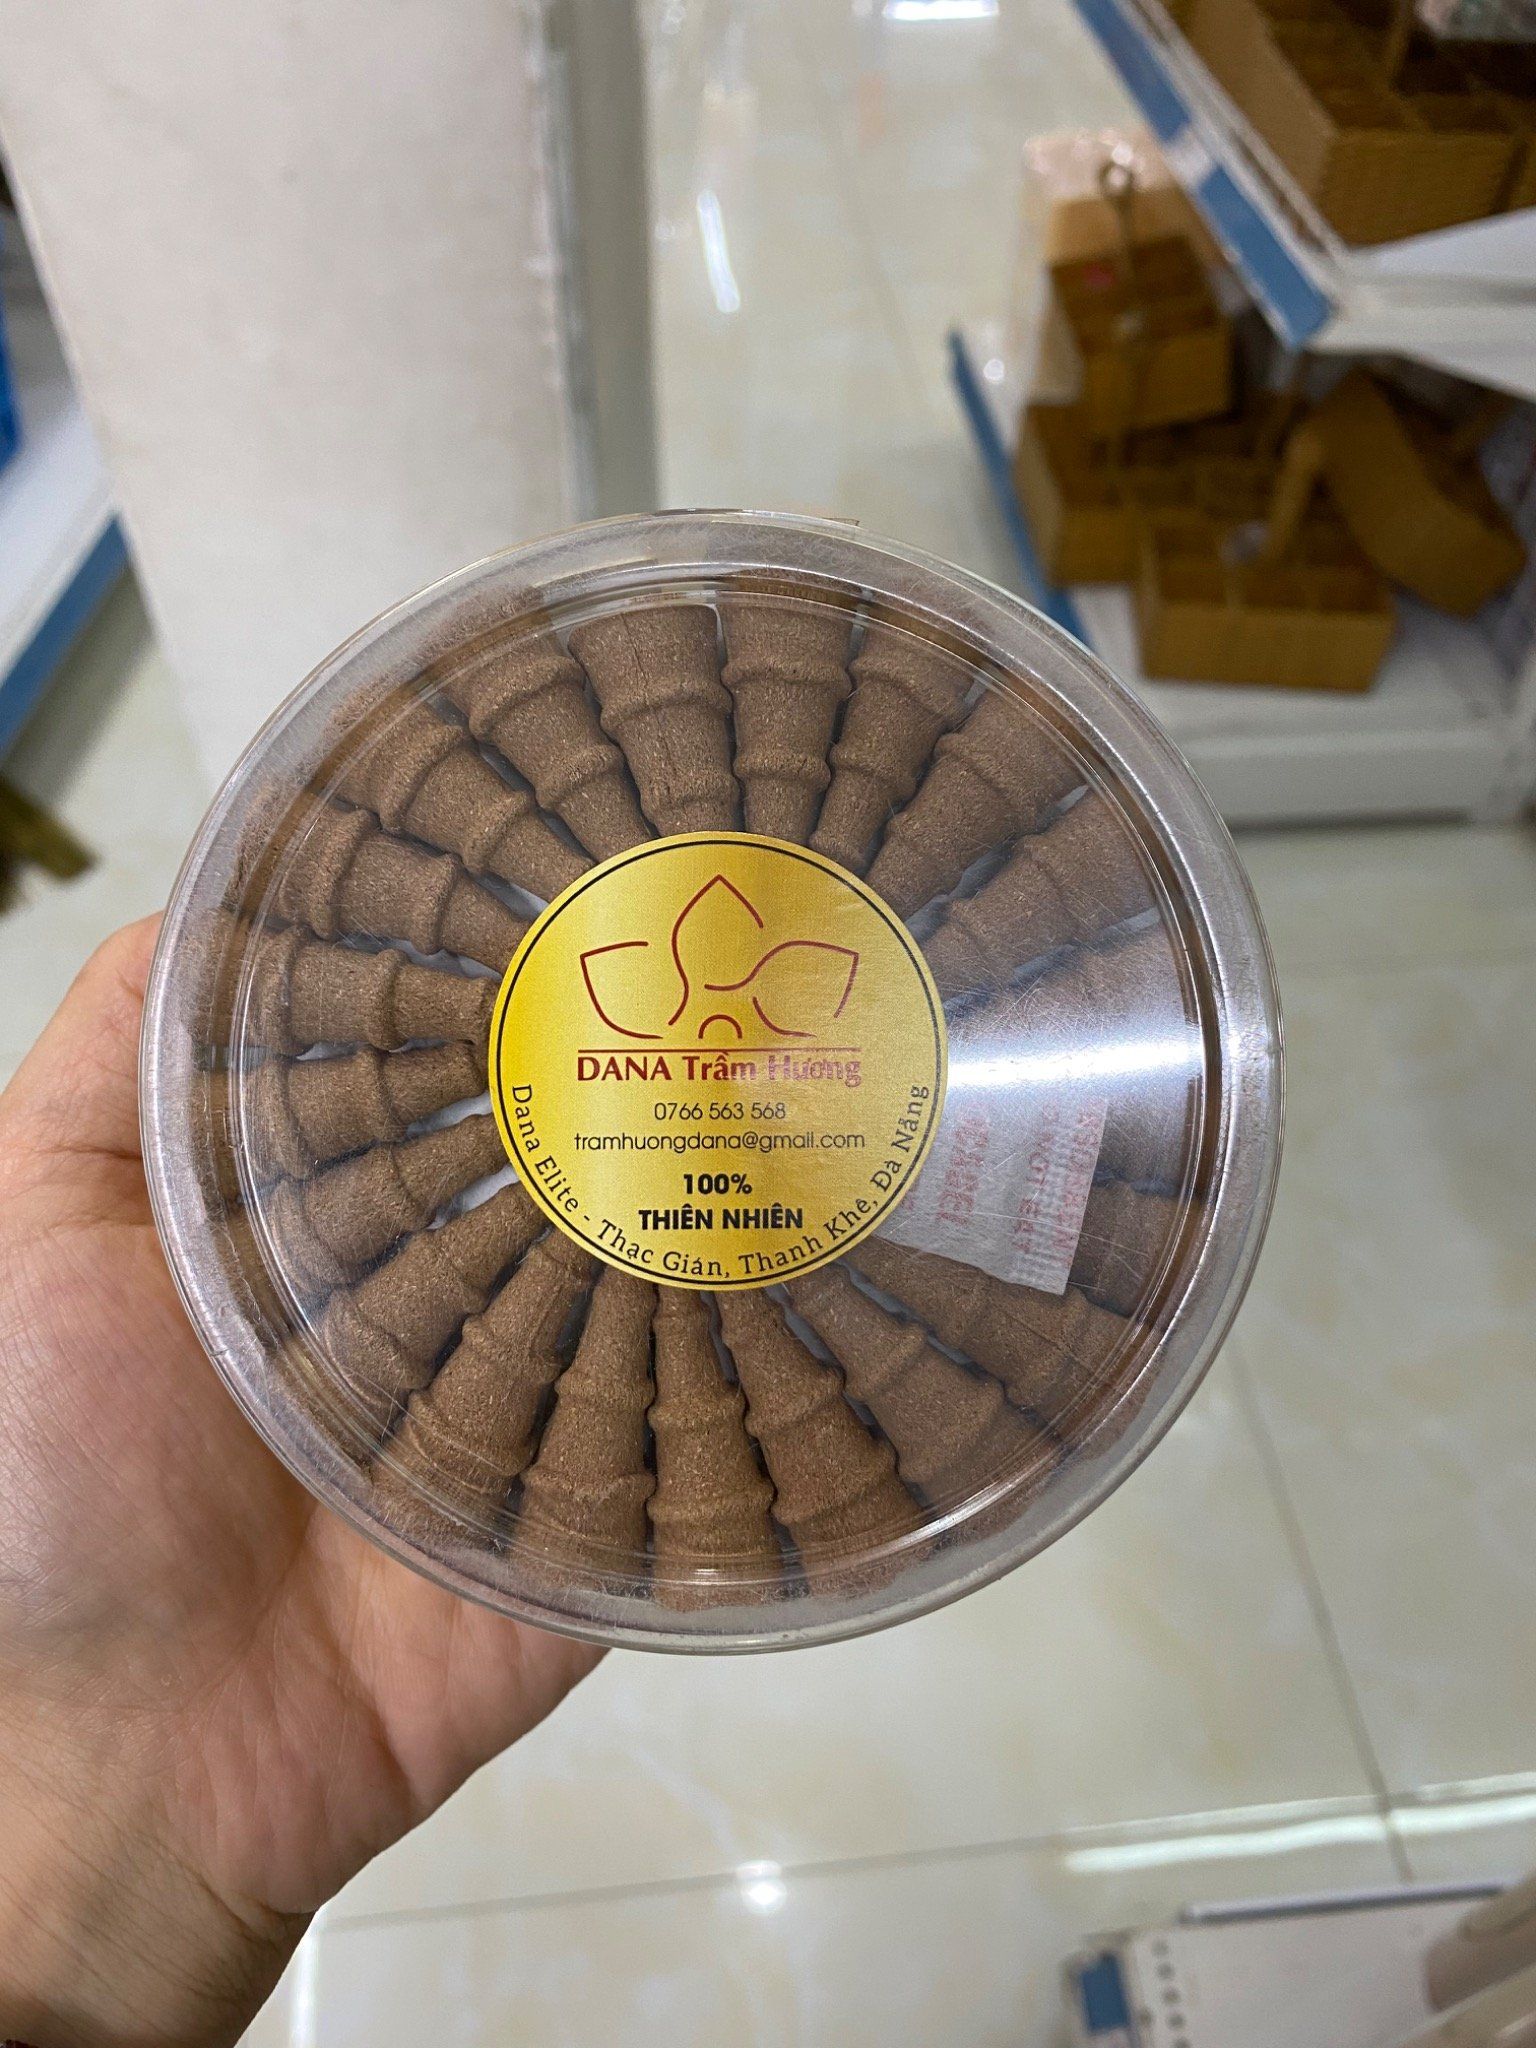 DANA Trầm Hương
0766 563 568
tramhuongdana@gmail.com
100%
THIÊN NHIÊN
Dana Elite - Thạc Gián, Thanh Khê, Đà Nẵng